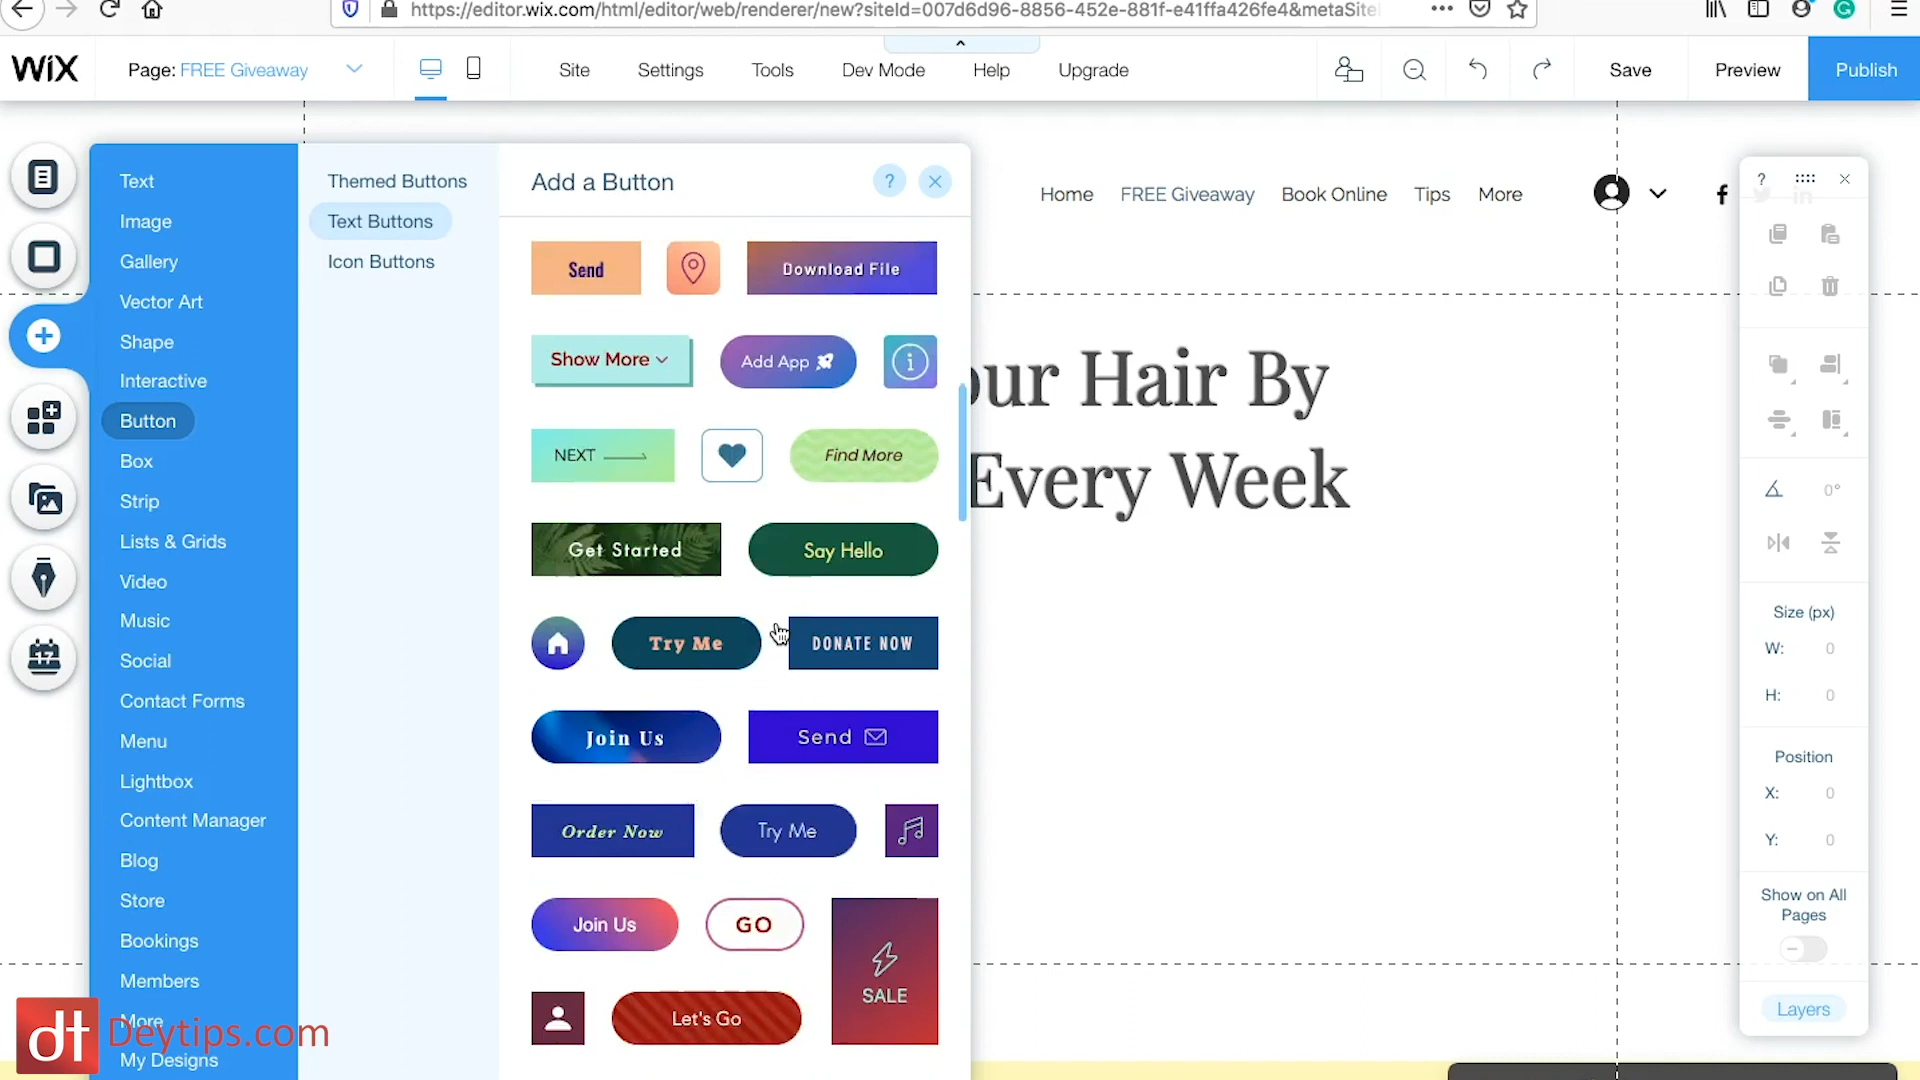 https://editor.wix.com/html/editor/web/renderer/new?siteId=007d6d96-8856-452e-881f-e41ffa426fe4&metaSiteI
WiX
Page: FREE Giveaway
Site
Settings
Tools
Dev Mode
Help
Upgrade
Save
Preview
Publish
Text
Image
Gallery
Vector Art
Shape
Interactive
Button
Box
Strip
Lists & Grids
Video
Music
Social
Contact Forms
Menu
Lightbox
Content Manager
Blog
Store
Bookings
Members
More
My Designs
Themed Buttons
Text Buttons
Icon Buttons
Add a Button
?
Send
Download File
Show More
Add App
NEXT
Find More
Get Started
Say Hello
Try Me
DONATE NOW
Join Us
Send
Order Now
Try Me
Join Us
GO
SALE
Let's Go
Home
FREE Giveaway
Book Online
Tips
More
our Hair By
Every Week
?
0°
Size (px)
W: 0
H: 0
Position
X: 0
Y: 0
Show on All
Pages
Layers
17
dt
Deytips.com